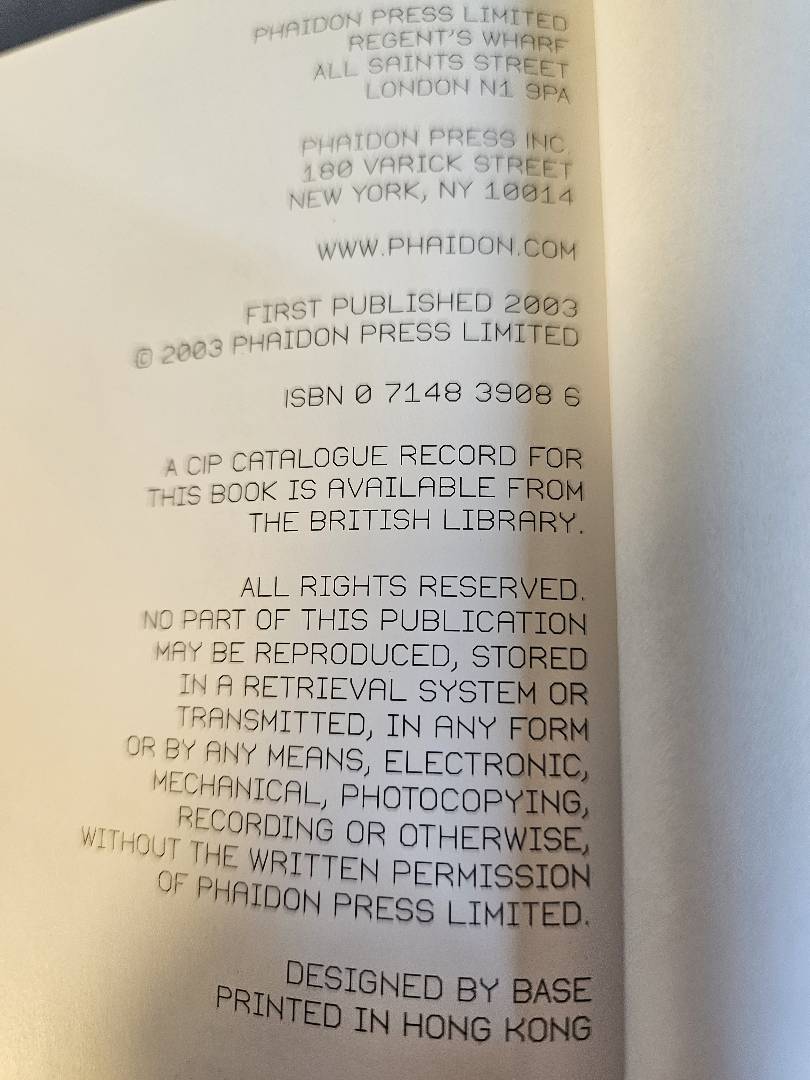 PHAIDON PRESS LIMITED
REGENT'S WHARF
ALL SAINTS STREET
LONDON N1 9PA
PHAIDON PRESS INC.
180 VARICK STREET
NEW YORK, NY 10014
WWW.PHAIDON.COM
FIRST PUBLISHED 2003
© 2003 PHAIDON PRESS LIMITED
ISBN 0 7148 3908 6
A CIP CATALOGUE RECORD FOR
THIS BOOK IS AVAILABLE FROM
THE BRITISH LIBRARY.
ALL RIGHTS RESERVED.
NO PART OF THIS PUBLICATION
MAY BE REPRODUCED, STORED
IN A RETRIEVAL SYSTEM OR
TRANSMITTED, IN ANY FORM
OR BY ANY MEANS, ELECTRONIC,
MECHANICAL, PHOTOCOPYING,
RECORDING OR OTHERWISE,
WITHOUT THE WRITTEN PERMISSION
OF PHAIDON PRESS LIMITED.
DESIGNED BY BASE
PRINTED IN HONG KONG